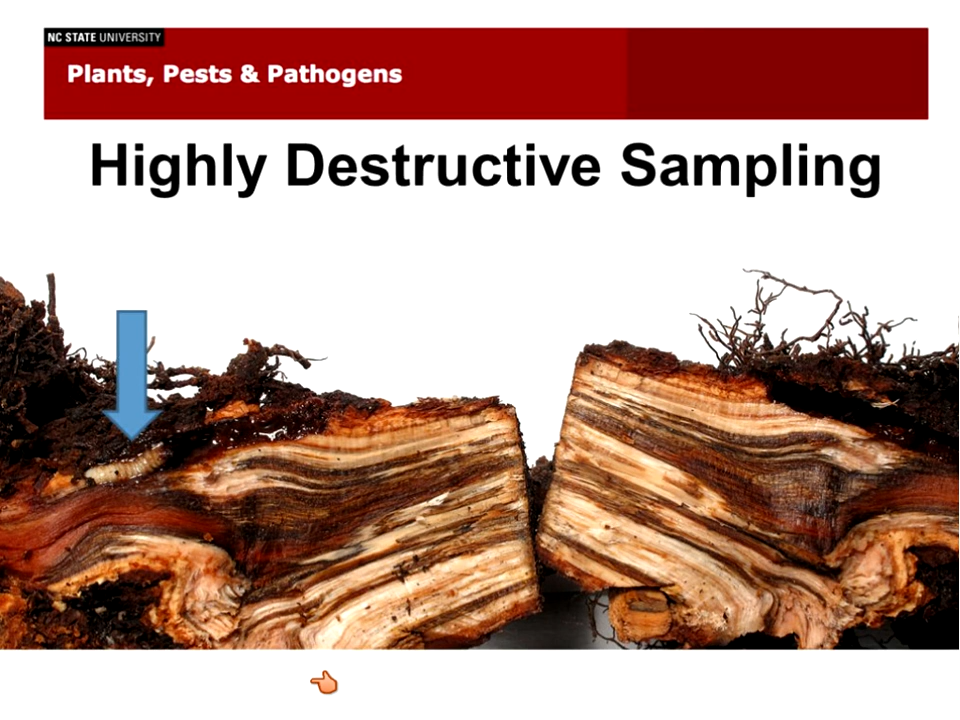 NC STATE UNIVERSITY
Plants, Pests & Pathogens
Highly Destructive Sampling